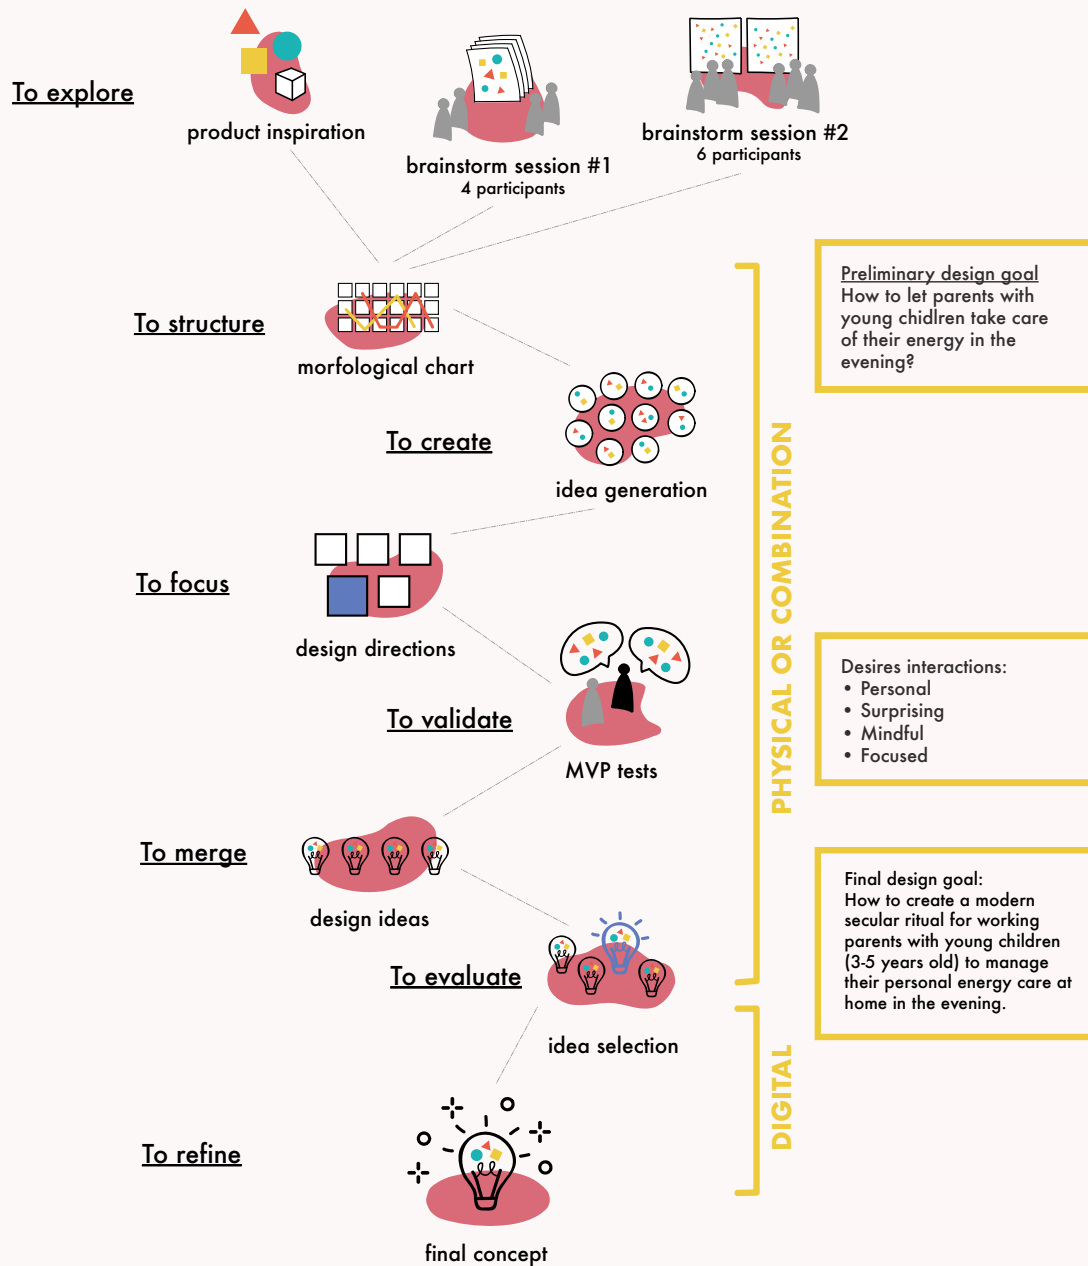 To explore
product inspiration
brainstorm session #1
4 participants
brainstorm session #2
6 participants
To structure
morfological chart
Preliminary design goal
How to let parents with
young chidlren take care
of their energy in the
evening?
To create
idea generation
To focus
design directions
PHYSICAL OR COMBINATION
To validate
MVP tests
Desires interactions:
• Personal
• Surprising
• Mindful
• Focused
To merge
design ideas
Final design goal:
How to create a modern
secular ritual for working
parents with young children
(3-5 years old) to manage
their personal energy care at
home in the evening.
To evaluate
idea selection
DIGITAL
To refine
final concept